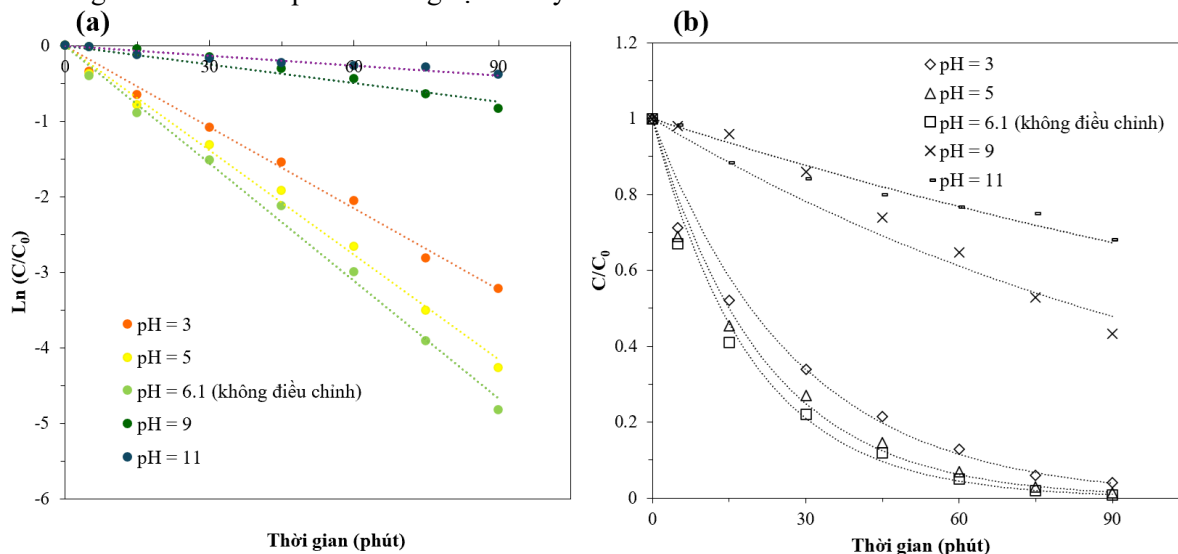 (a)
0
0
30
60
90
-1
-2
-3
-4
-5
-6
Ln (C/C₀)
pH = 3
pH = 5
pH = 6.1 (không điều chỉnh)
pH = 9
pH = 11
Thời gian (phút)
(b)
1.2
1
0.8
0.6
0.4
0.2
0
C/C₀
pH = 3
pH = 5
pH = 6.1 (không điều chỉnh)
pH = 9
pH = 11
0
30
60
90
Thời gian (phút)